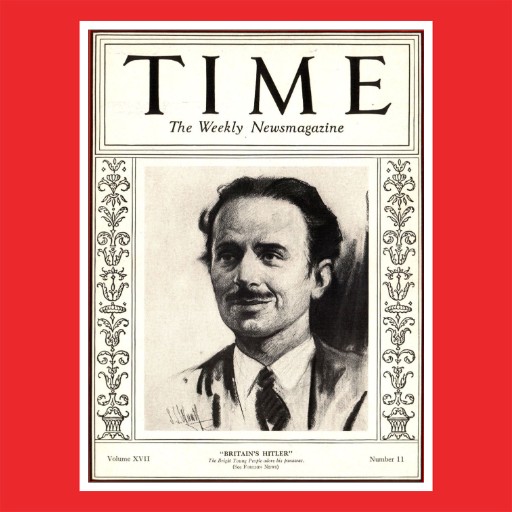 TIME
The Weekly Newsmagazine
Volume XVII
"BRITAIN'S HITLER"
The Bright Young People adore his
(See FOREIGN NEWS)
Number 11